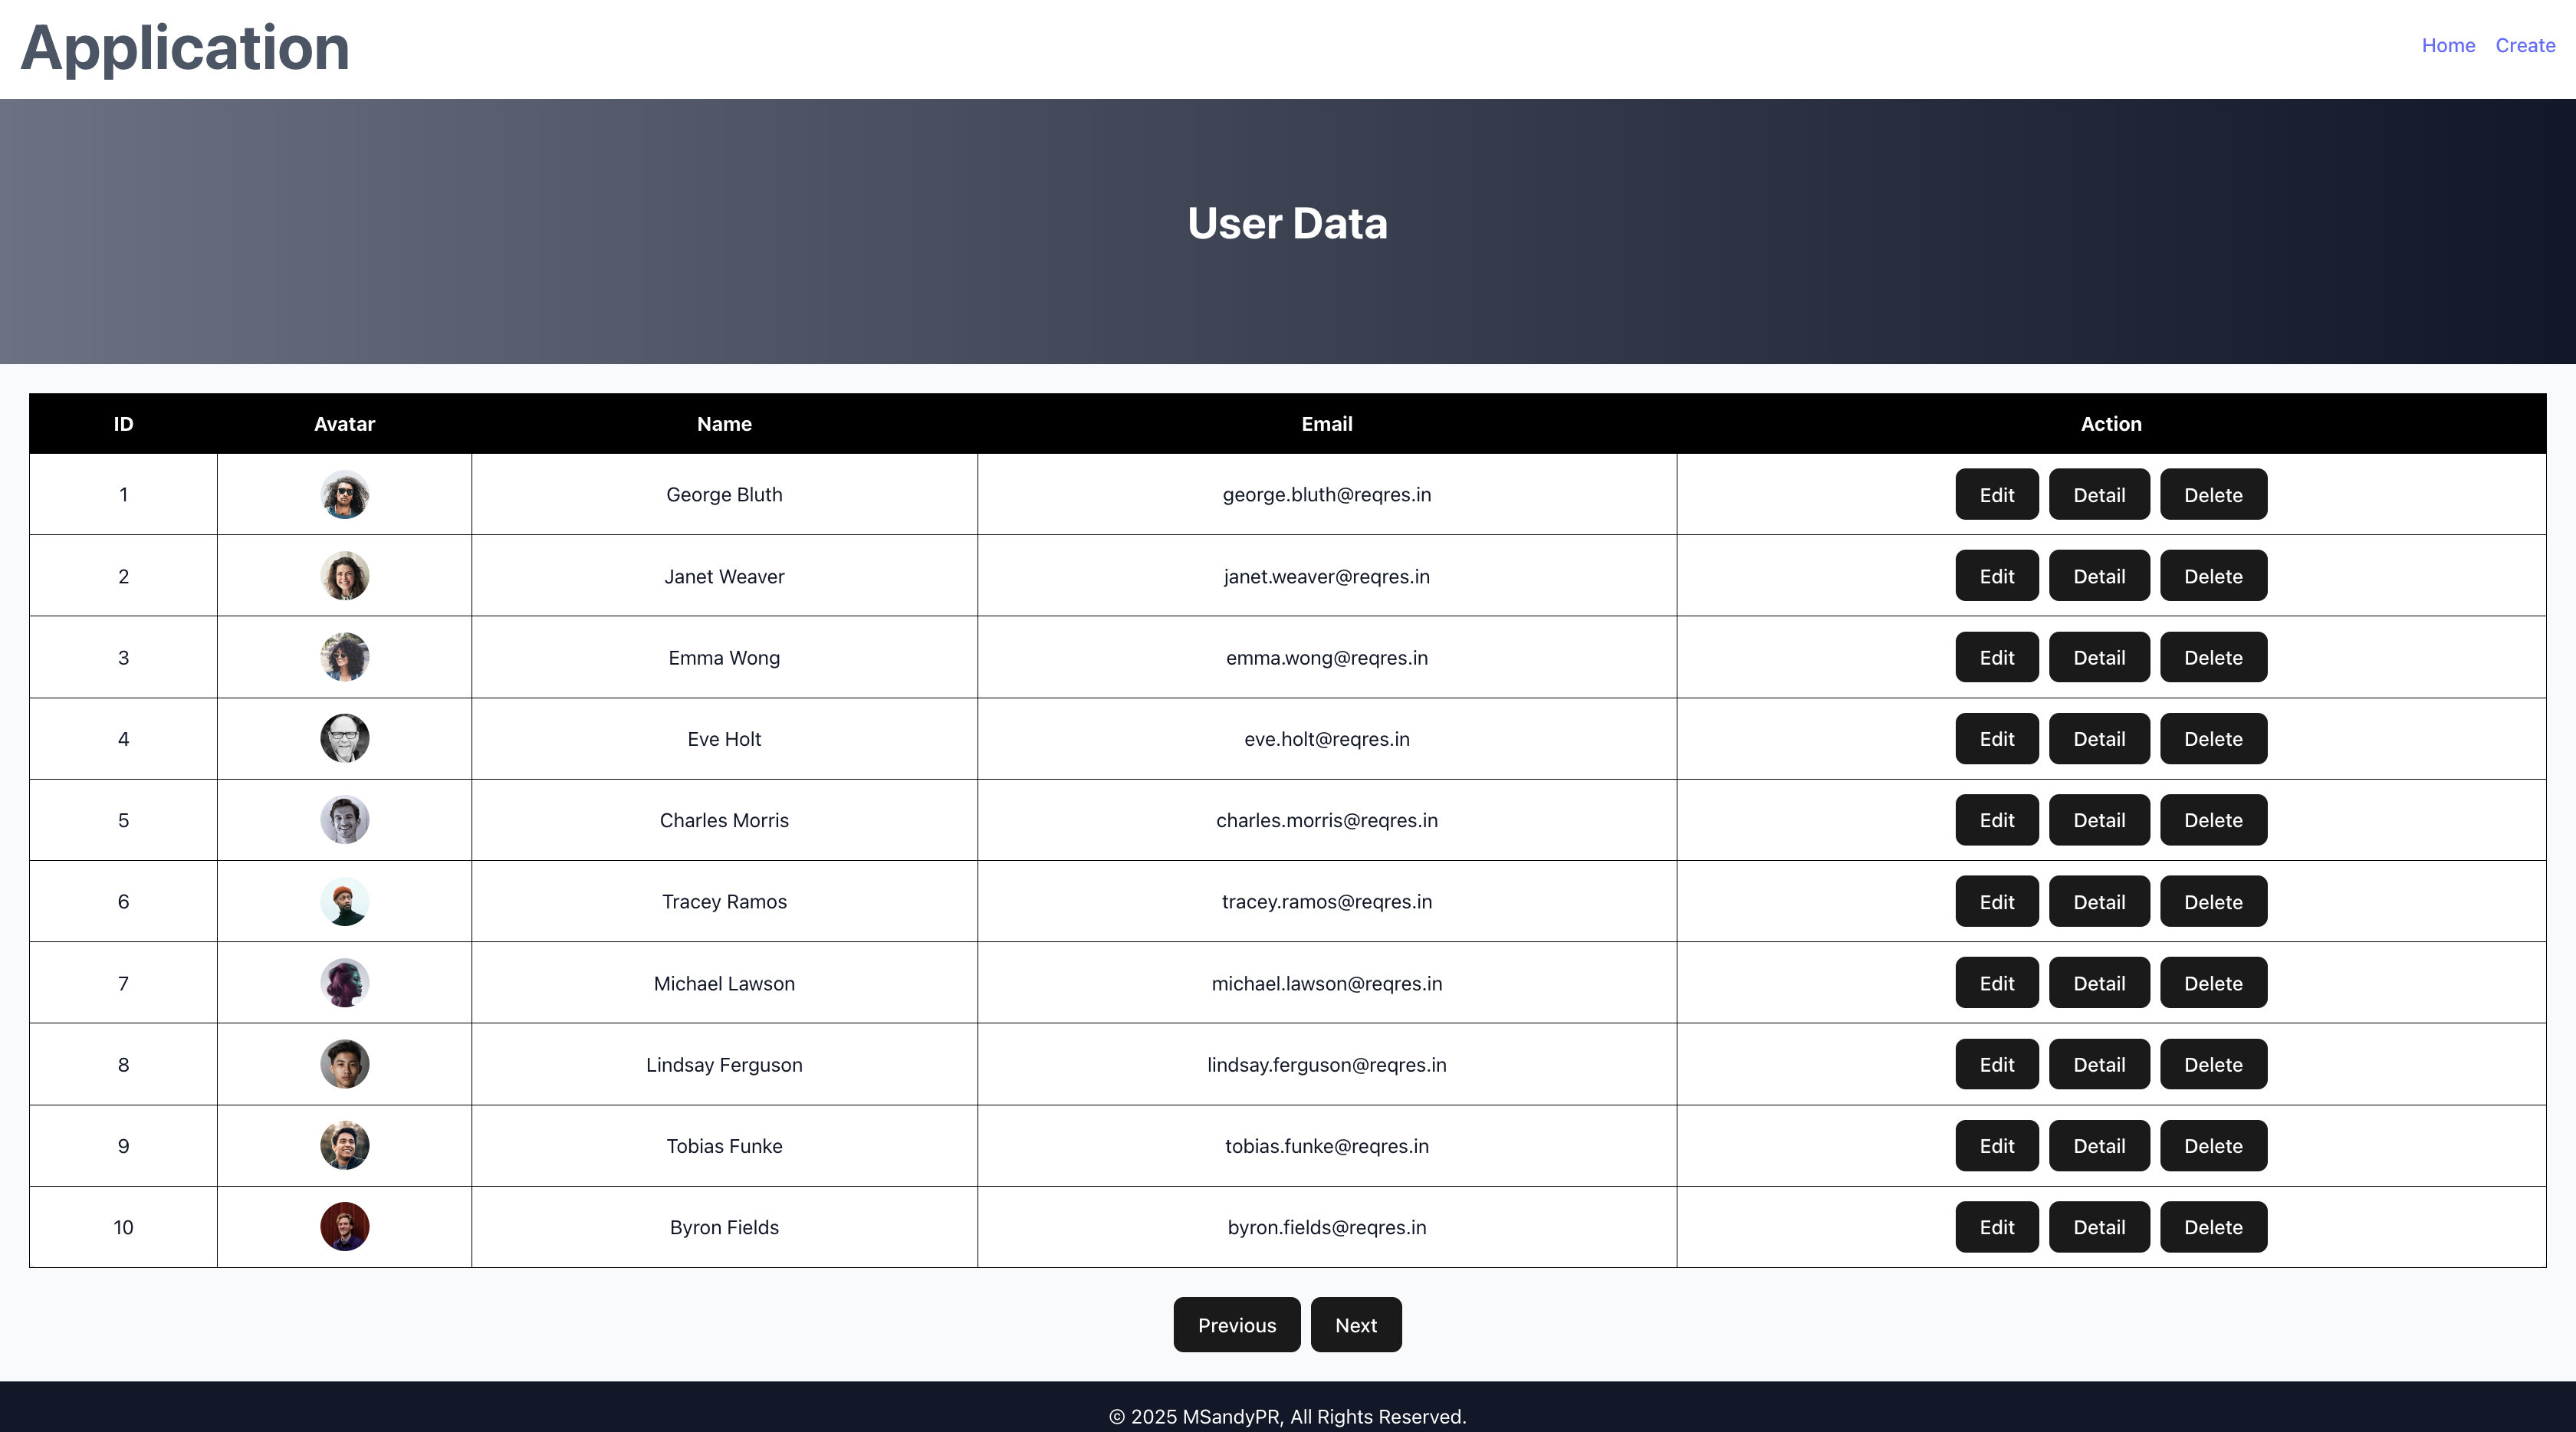 Application Home Create
User Data
ID Avatar Name Email Action
1 George Bluth george.bluth@reqres.in Edit Detail Delete
2 Janet Weaver janet.weaver@reqres.in Edit Detail Delete
3 Emma Wong emma.wong@reqres.in Edit Detail Delete
4 Eve Holt eve.holt@reqres.in Edit Detail Delete
5 Charles Morris charles.morris@reqres.in Edit Detail Delete
6 Tracey Ramos tracey.ramos@reqres.in Edit Detail Delete
7 Michael Lawson michael.lawson@reqres.in Edit Detail Delete
8 Lindsay Ferguson lindsay.ferguson@reqres.in Edit Detail Delete
9 Tobias Funke tobias.funke@reqres.in Edit Detail Delete
10 Byron Fields byron.fields@reqres.in Edit Detail Delete
Previous Next
© 2025 MSandyPR, All Rights Reserved.